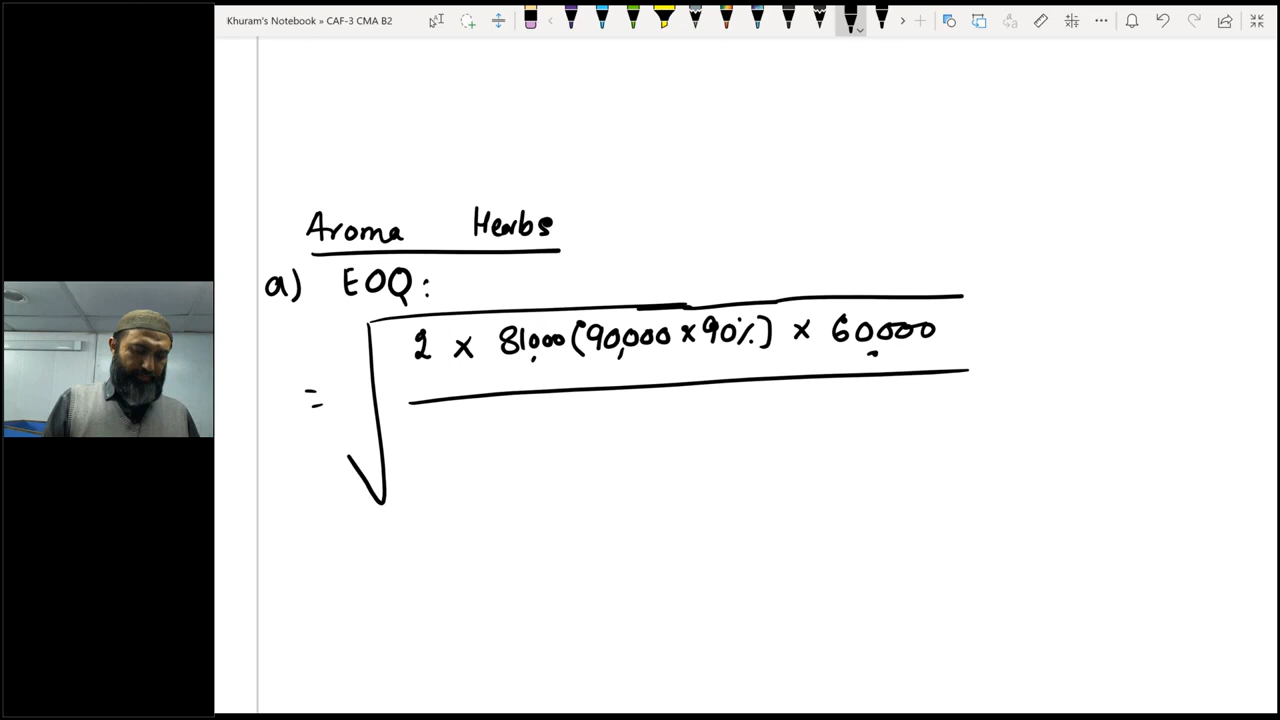 Khuram's Notebook » CAF-3 CMA B2
Aroma Herbs
a) EOQ:
= √ 2 × 81,000 (90,000 × 90%) × 60,000